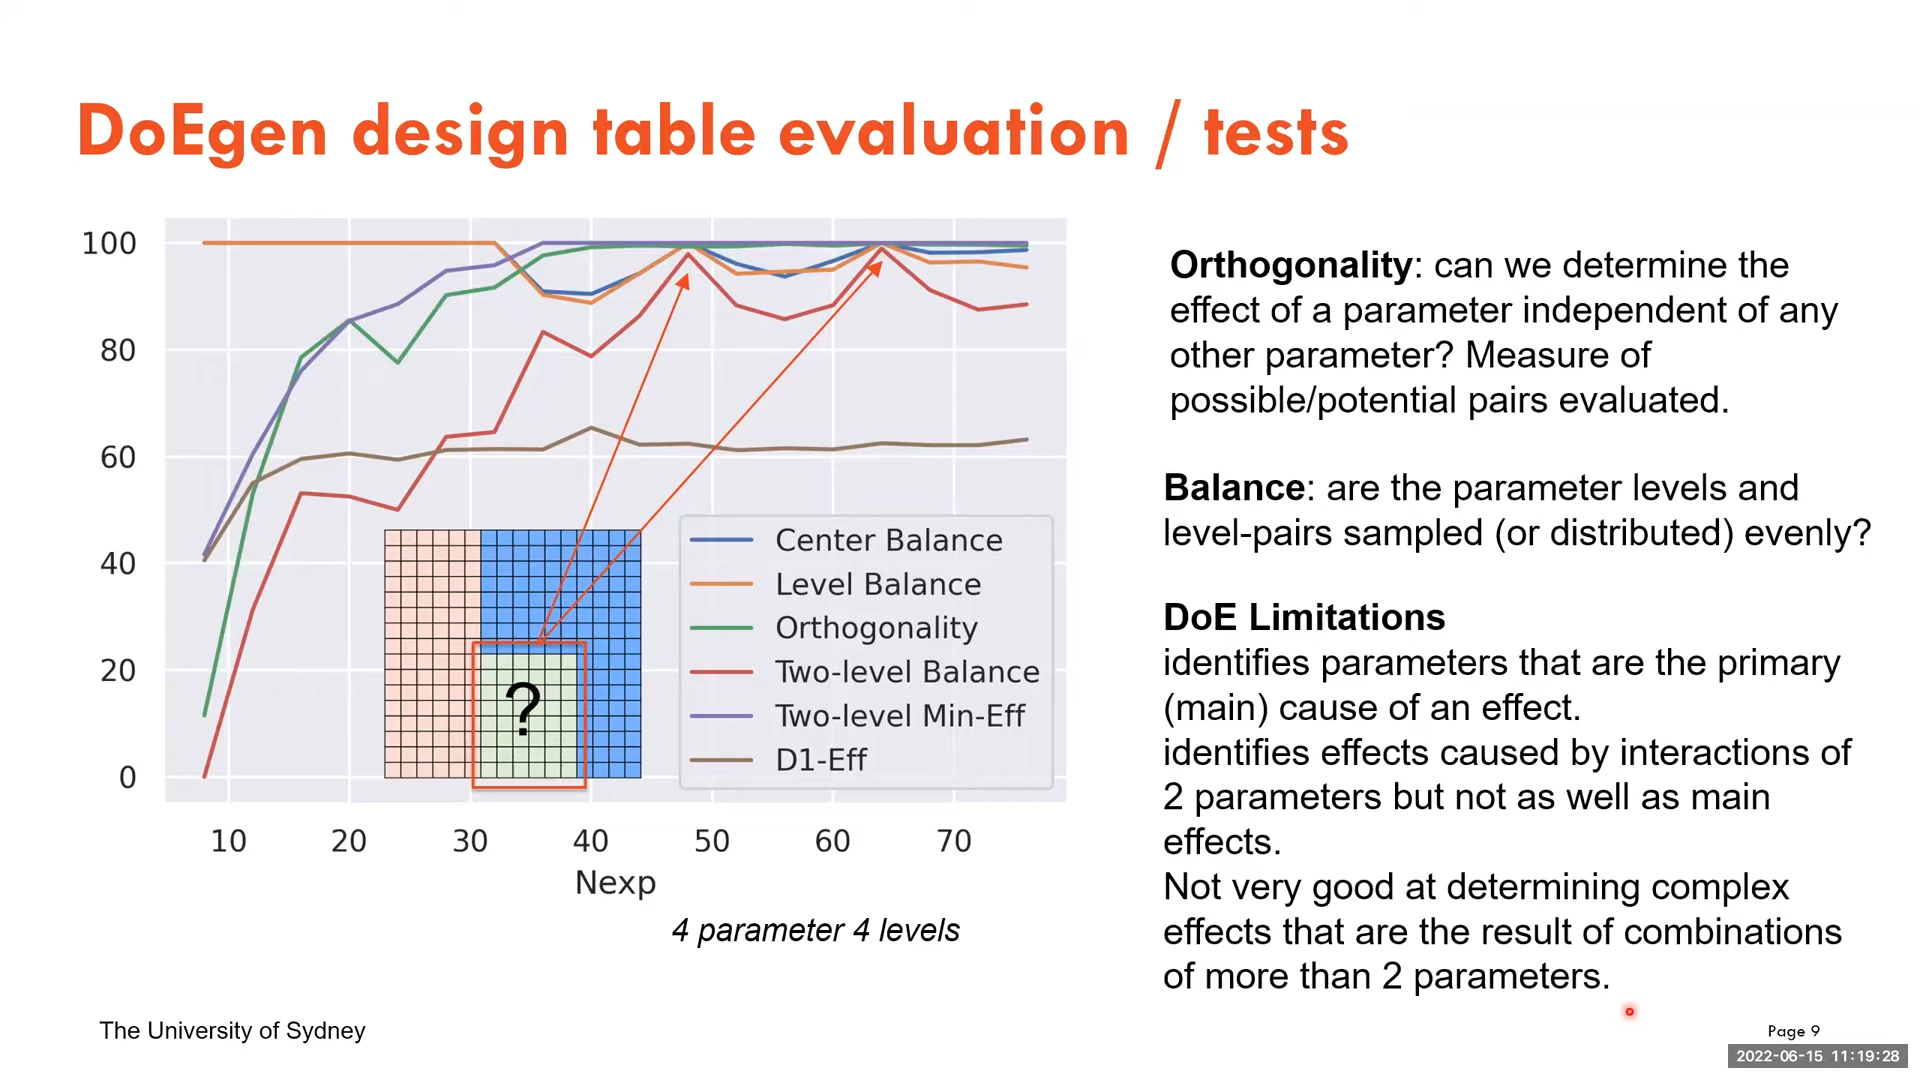 DoEgen design table evaluation / tests
100
80
60
40
20
0
10 20 30 40 50 60 70
Nexp
?
Center Balance
Level Balance
Orthogonality
Two-level Balance
Two-level Min-Eff
D1-Eff
4 parameter 4 levels
Orthogonality: can we determine the
effect of a parameter independent of any
other parameter? Measure of
possible/potential pairs evaluated.
Balance: are the parameter levels and
level-pairs sampled (or distributed) evenly?
DoE Limitations
identifies parameters that are the primary
(main) cause of an effect.
identifies effects caused by interactions of
2 parameters but not as well as main
effects.
Not very good at determining complex
effects that are the result of combinations
of more than 2 parameters.
The University of Sydney
Page 9
2022-06-15 11:19:28